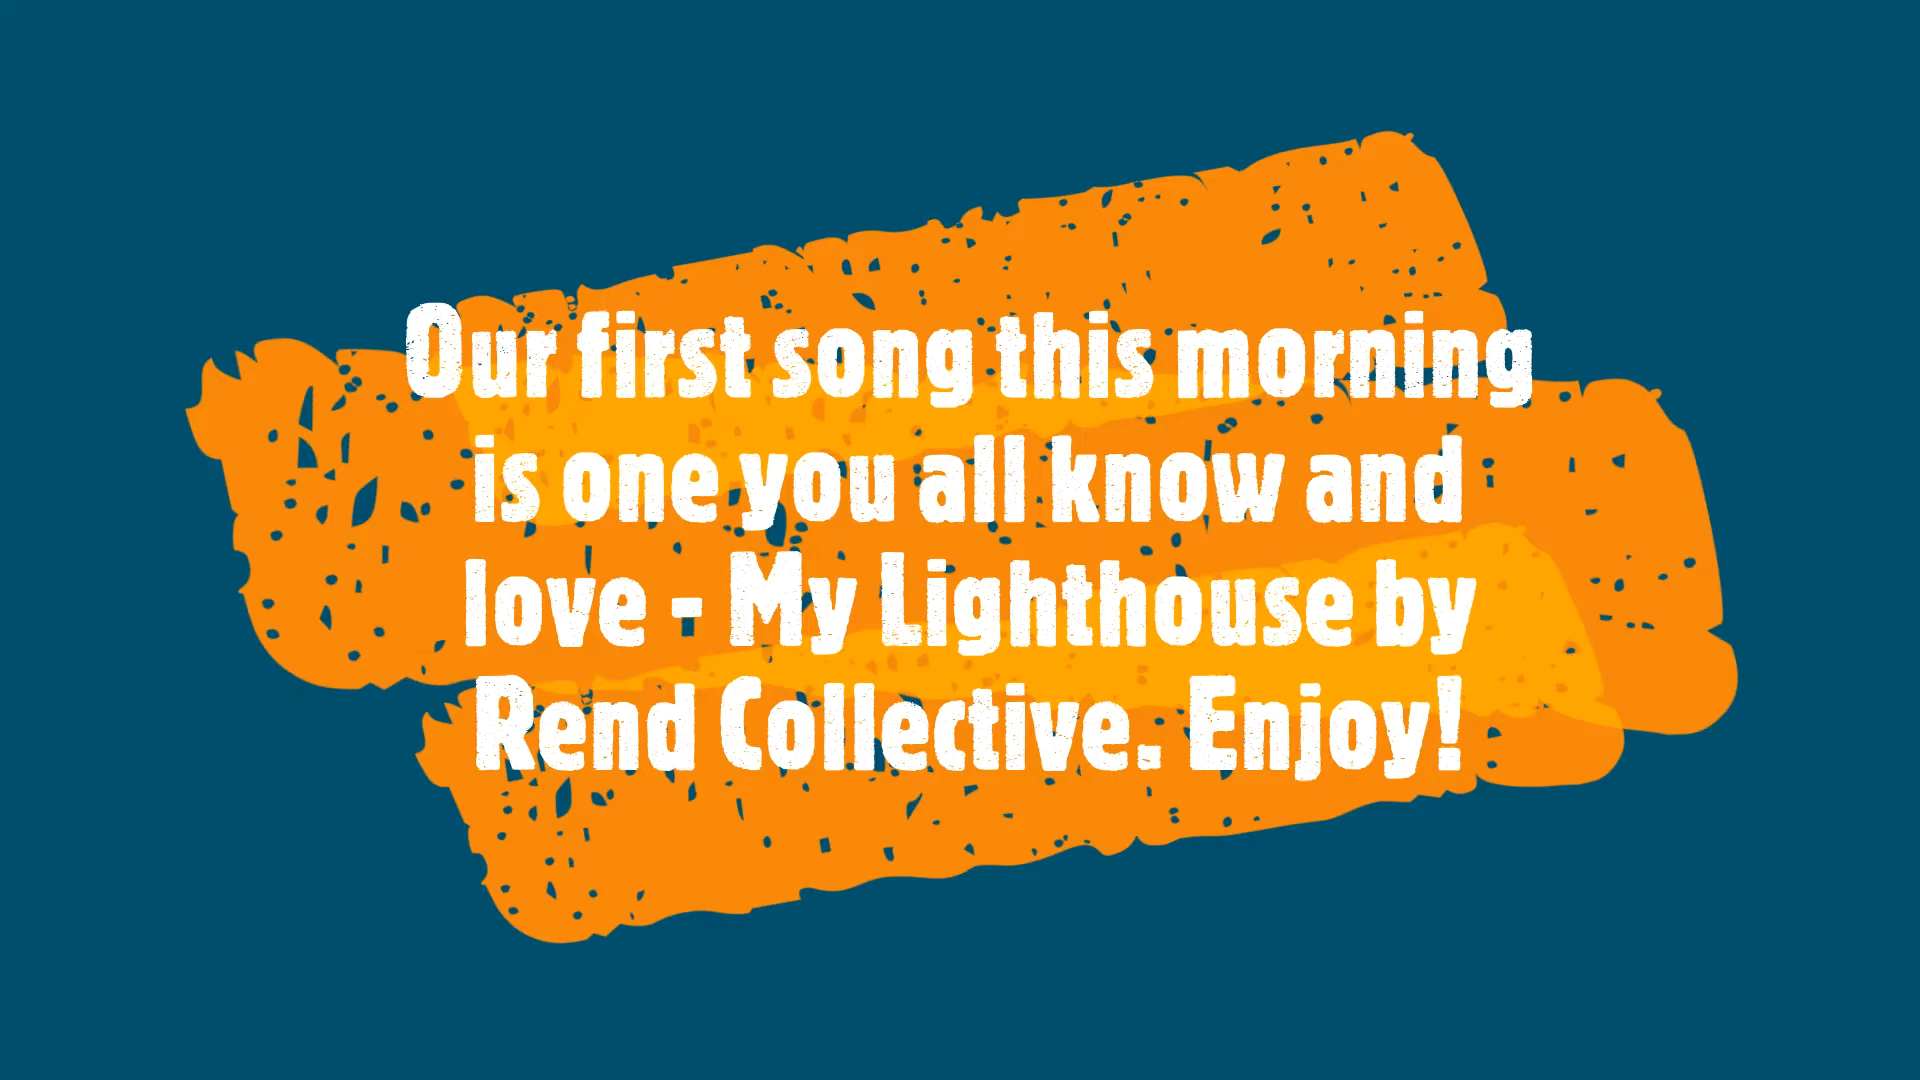 Our first song this morning
is one you all know and
love - My Lighthouse by
Rend Collective. Enjoy!